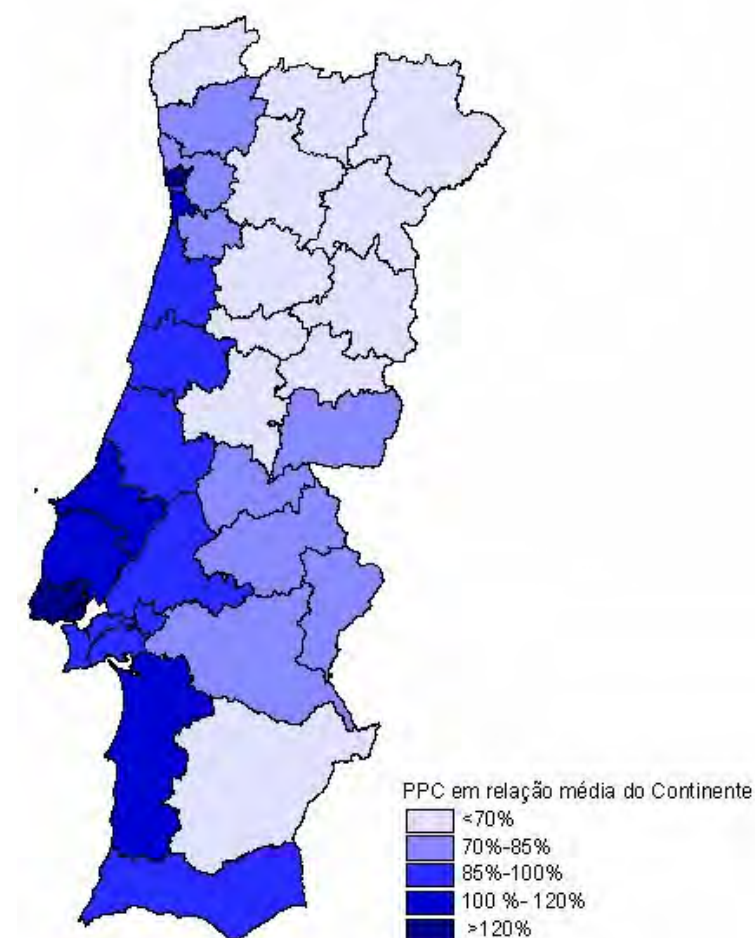 PPC em relação média do Continente
<70%
70%-85%
85%-100%
100 %- 120%
>120%